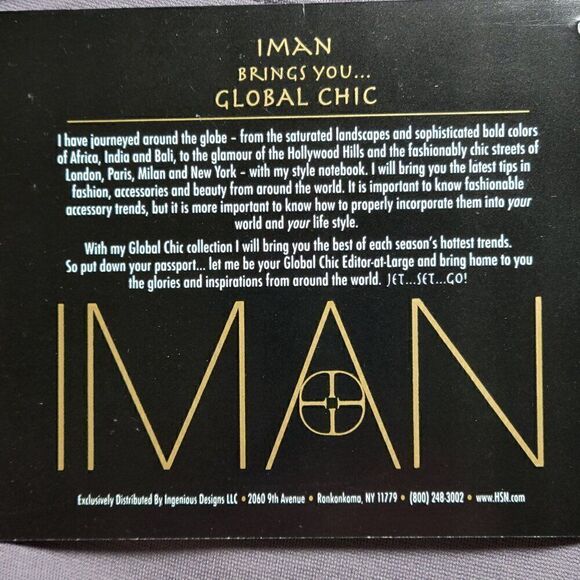 IMAN
BRINGS YOU...
GLOBAL CHIC
I have journeyed around the globe – from the saturated landscapes and sophisticated bold colors
of Africa, India and Bali, to the glamour of the Hollywood Hills and the fashionably chic streets of
London, Paris, Milan and New York – with my style notebook. I will bring you the latest tips in
fashion, accessories and beauty from around the world. It is important to know fashionable
accessory trends, but it is more important to know how to properly incorporate them into your
world and your life style.
With my Global Chic collection I will bring you the best of each season's hottest trends.
So put down your passport... let me be your Global Chic Editor-at-Large and bring home to you
the glories and inspirations from around the world. JET...SET...GO!
IMAN
Exclusively Distributed By Ingenious Designs LLC • 2060 9th Avenue • Ronkonkoma, NY 11779 • (800) 248-3002 • www.HSN.com